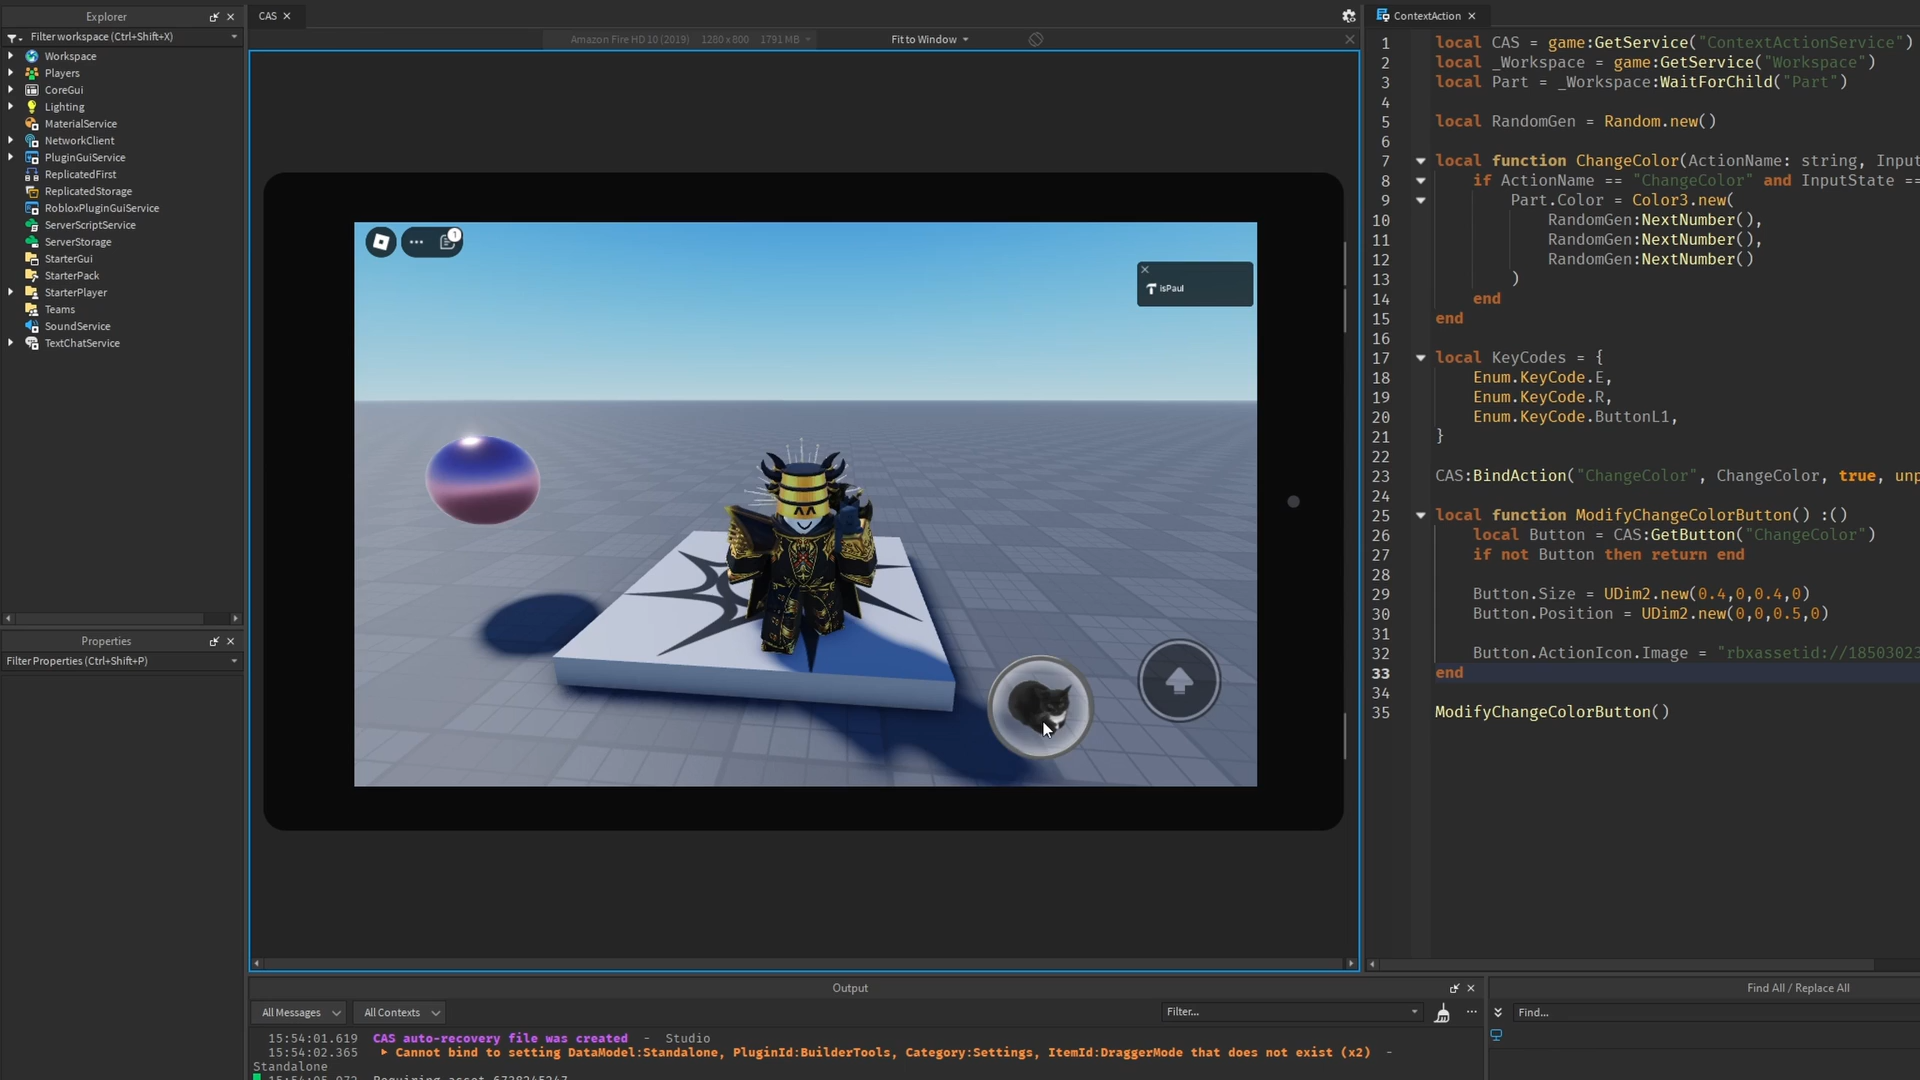 Explorer
Filter workspace (Ctrl+Shift+X)
Workspace
Players
CoreGui
Lighting
MaterialService
NetworkClient
PluginGuiService
ReplicatedFirst
ReplicatedStorage
RobloxPluginGuiService
ServerScriptService
ServerStorage
StarterGui
StarterPack
StarterPlayer
Teams
SoundService
TextChatService
Properties
Filter Properties (Ctrl+Shift+P)
CAS
Amazon Fire HD 10 (2019) 1280 x 800 1791 MB
Fit to Window
1
isPaul
ContextAction
1 local CAS = game:GetService("ContextActionService")
2 local _Workspace = game:GetService("Workspace")
3 local Part = _Workspace:WaitForChild("Part")
4
5 local RandomGen = Random.new()
6
7 local function ChangeColor(ActionName: string, Input
8 if ActionName == "ChangeColor" and InputState ==
9 Part.Color = Color3.new(
10 RandomGen:NextNumber(),
11 RandomGen:NextNumber(),
12 RandomGen:NextNumber()
13 )
14 end
15 end
16
17 local KeyCodes = {
18 Enum.KeyCode.E,
19 Enum.KeyCode.R,
20 Enum.KeyCode.ButtonL1,
21 }
22
23 CAS:BindAction("ChangeColor", ChangeColor, true, unp
24
25 local function ModifyChangeColorButton() :()
26 local Button = CAS:GetButton("ChangeColor")
27 if not Button then return end
28
29 Button.Size = UDim2.new(0.4,0,0.4,0)
30 Button.Position = UDim2.new(0,0,0.5,0)
31
32 Button.ActionIcon.Image = "rbxassetid://18503023
33 end
34
35 ModifyChangeColorButton()
Output
All Messages
All Contexts
Filter...
15:54:01.619 CAS auto-recovery file was created - Studio
15:54:02.365 Cannot bind to setting DataModel:Standalone, PluginId:BuilderTools, Category:Settings, ItemId:DraggerMode that does not exist (x2) -
Standalone
Requiring asset
Find All / Replace All
Find...